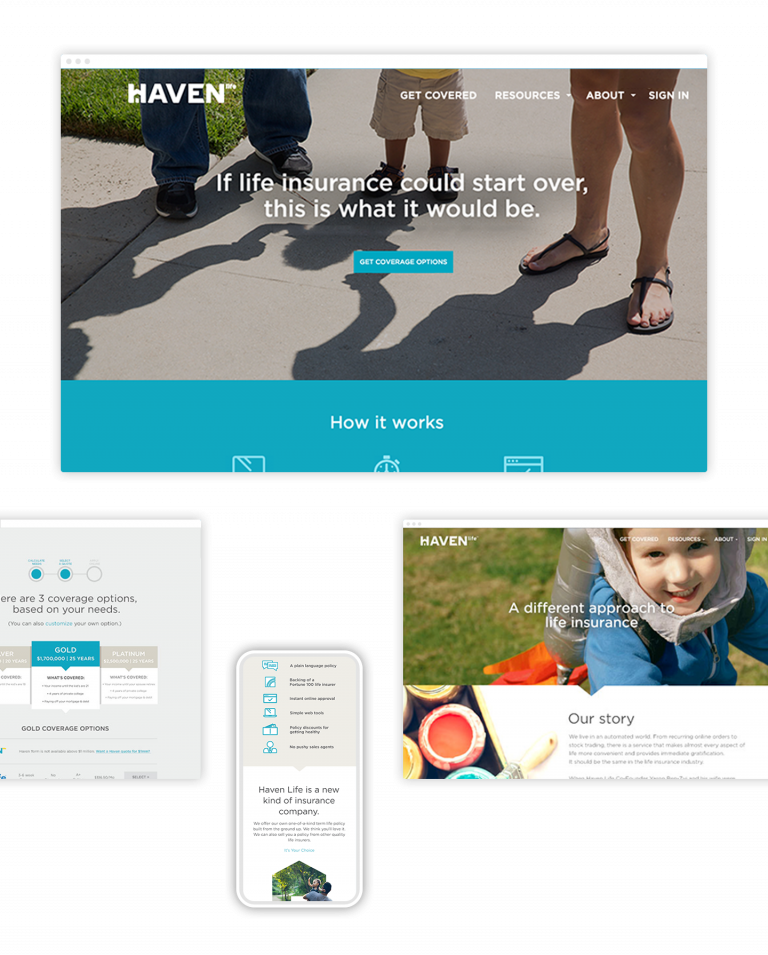 HAVEN life
GET COVERED RESOURCES ABOUT SIGN IN
If life insurance could start over,
this is what it would be.
GET COVERAGE OPTIONS
How it works
ere are 3 coverage options,
based on your needs.
(You can also customize your own option.)
VER
GOLD
$1,700,000 | 25 YEARS
PLATINUM
WHAT'S COVERED:
WHAT'S COVERED:
GOLD COVERAGE OPTIONS
SELECT
A plain language policy
Backing of a
Fortune 100 life insurer
Instant online approval
Simple web tools
Policy discounts for
getting healthy
No pushy sales agents
Haven Life is a new
kind of insurance
company.
We offer our own one-of-a-kind term life policy
built from the ground up. We think you'll love it.
We can also sell you a policy from other quality
life insurers.
It's Your Choice
HAVEN life
GET COVERED RESOURCES ABOUT SIGN IN
A different approach to
life insurance
Our story
We live in an automated world. From recurring online orders to
stock trading, there is a service that makes almost every aspect of
life more convenient and provides immediate gratification.
It should be the same in the life insurance industry.